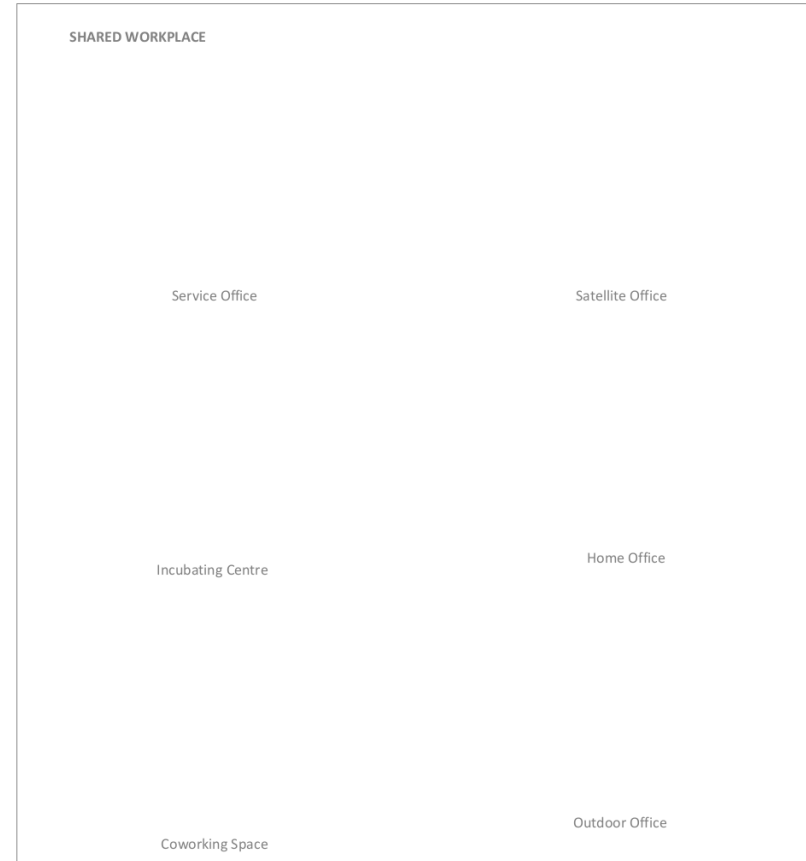 SHARED WORKPLACE
Service Office
Satellite Office
Incubating Centre
Home Office
Coworking Space
Outdoor Office